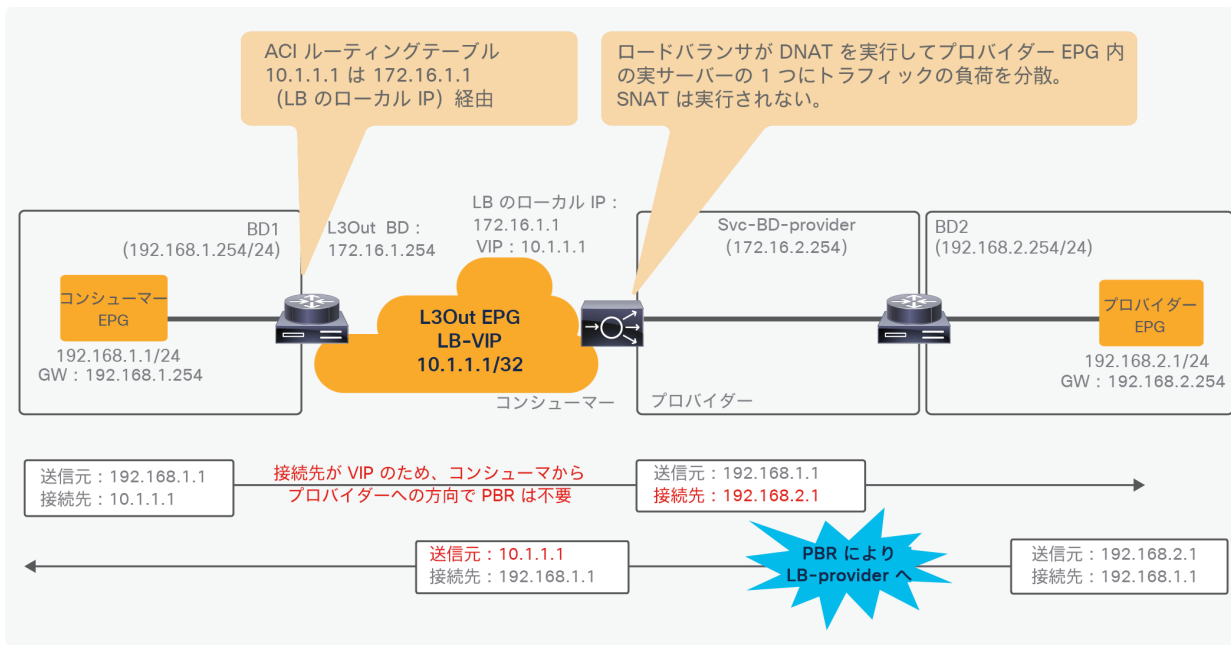 ACI ルーティングテーブル
10.1.1.1 は 172.16.1.1
(LB のローカル IP) 経由
ロードバランサが DNAT を実行してプロバイダー EPG 内
の実サーバーの 1 つにトラフィックの負荷を分散。
SNAT は実行されない。
BD1
(192.168.1.254/24)
L3Out BD：
172.16.1.254
LB のローカル IP：
172.16.1.1
VIP：10.1.1.1
Svc-BD-provider
(172.16.2.254)
BD2
(192.168.2.254/24)
コンシューマー
EPG
192.168.1.1/24
GW：192.168.1.254
L3Out EPG
LB-VIP
10.1.1.1/32
プロバイダー
EPG
192.168.2.1/24
GW：192.168.2.254
コンシューマー
プロバイダー
送信元：192.168.1.1
接続先：10.1.1.1
接続先が VIP のため、コンシューマから
プロバイダーへの方向で PBR は不要
送信元：192.168.1.1
接続先：192.168.2.1
送信元：10.1.1.1
接続先：192.168.1.1
PBR により
LB-provider へ
送信元：192.168.2.1
接続先：192.168.1.1